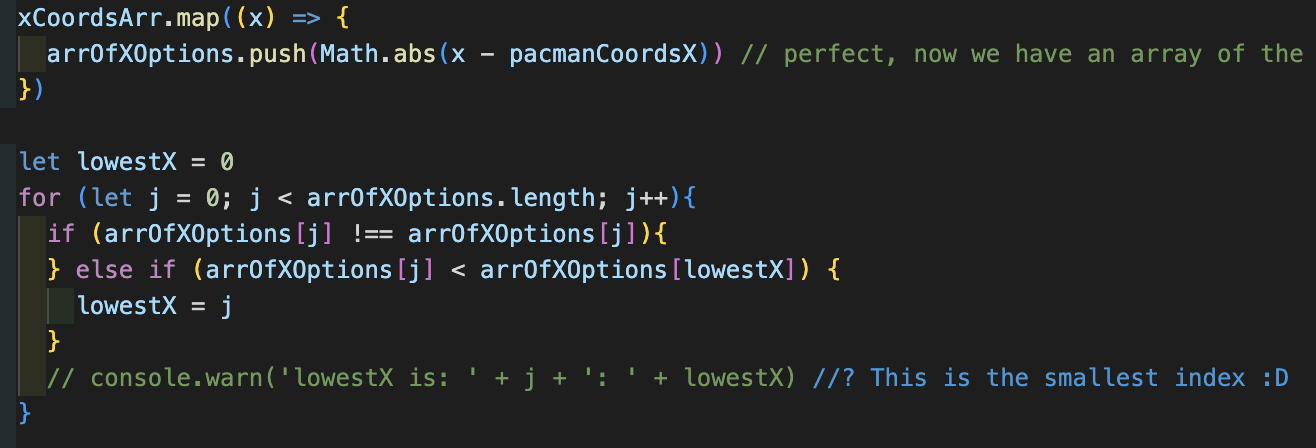 xCoordsArr.map((x) => {
  arrOfXOptions.push(Math.abs(x - pacmanCoordsX)) // perfect, now we have an array of the
})
let lowestX = 0
for (let j = 0; j < arrOfXOptions.length; j++){
  if (arrOfXOptions[j] !== arrOfXOptions[j]){
  } else if (arrOfXOptions[j] < arrOfXOptions[lowestX]) {
    lowestX = j
  }
  // console.warn('lowestX is: ' + j + ': ' + lowestX) //? This is the smallest index :D
}